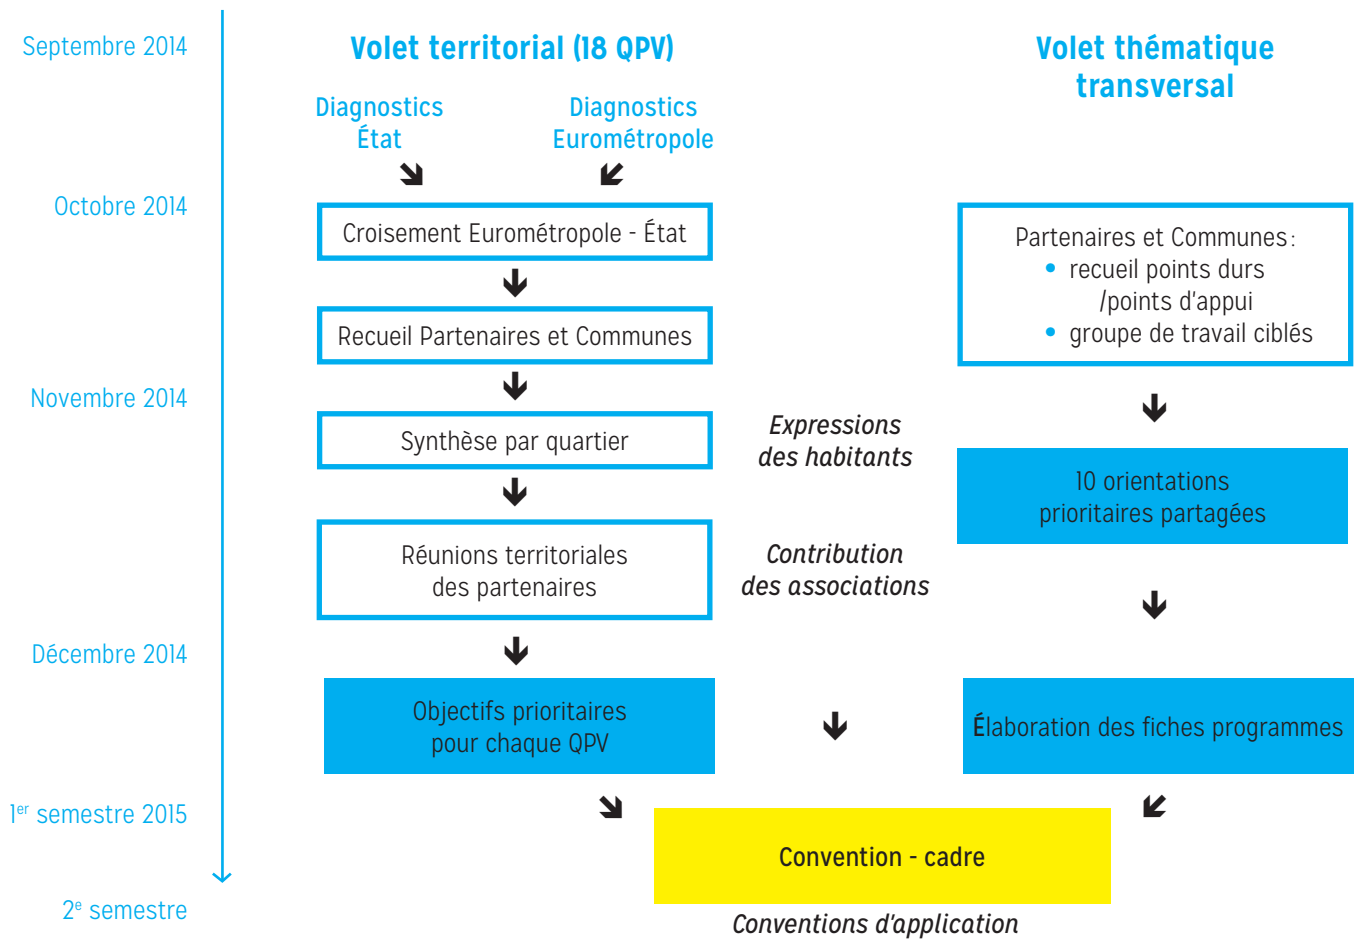 Septembre 2014
Volet territorial (18 QPV)
Volet thématique
transversal
Diagnostics
État
Diagnostics
Eurométropole
Octobre 2014
Croisement Eurométropole - État
Partenaires et Communes :
• recueil points durs
/points d'appui
• groupe de travail ciblés
Recueil Partenaires et Communes
Novembre 2014
Synthèse par quartier
Expressions
des habitants
10 orientations
prioritaires partagées
Réunions territoriales
des partenaires
Contribution
des associations
Décembre 2014
Objectifs prioritaires
pour chaque QPV
Élaboration des fiches programmes
1er semestre 2015
Convention - cadre
2e semestre
Conventions d'application